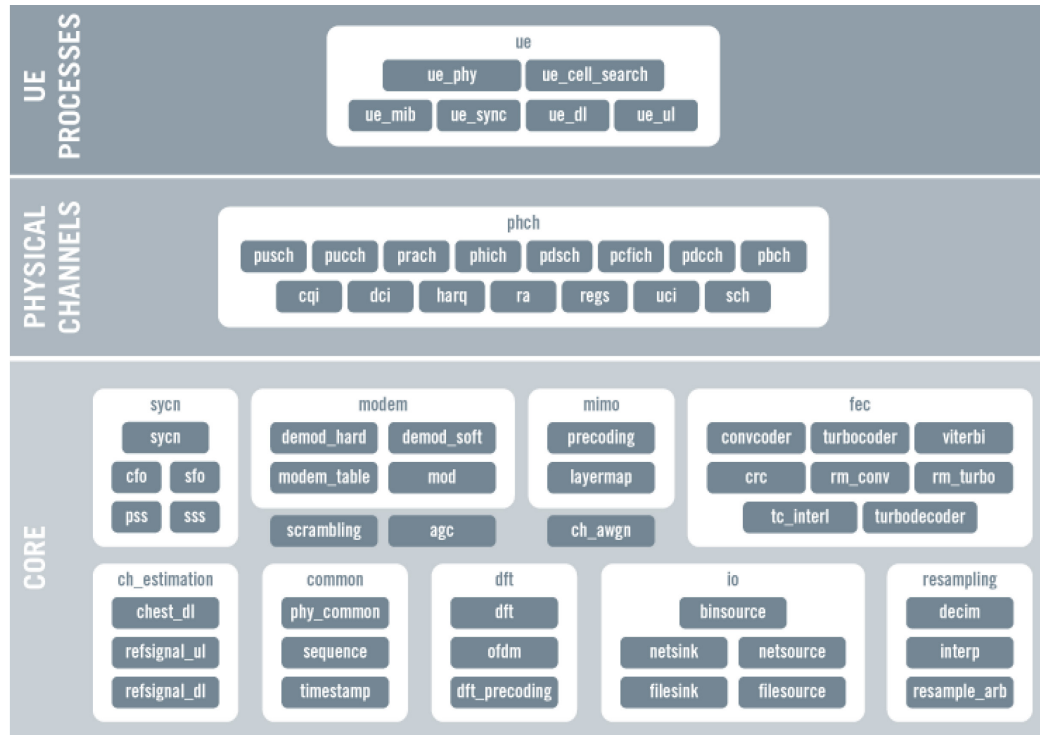 UE
PROCESSES
ue
ue_phy ue_cell_search
ue_mib ue_sync ue_dl ue_ul
PHYSICAL
CHANNELS
phch
pusch pucch prach phich pdsch pcfich pdcch pbch
cqi dci harq ra regs uci sch
CORE
sycn
sycn
cfo sfo
pss sss
modem
demod_hard demod_soft
modem_table mod
scrambling agc
mimo
precoding
layermap
ch_awgn
fec
convcoder turbocoder viterbi
crc rm_conv rm_turbo
tc_interl turbodecoder
ch_estimation
chest_dl
refsignal_ul
refsignal_dl
common
phy_common
sequence
timestamp
dft
dft
ofdm
dft_precoding
io
binsource
netsink netsource
filesink filesource
resampling
decim
interp
resample_arb